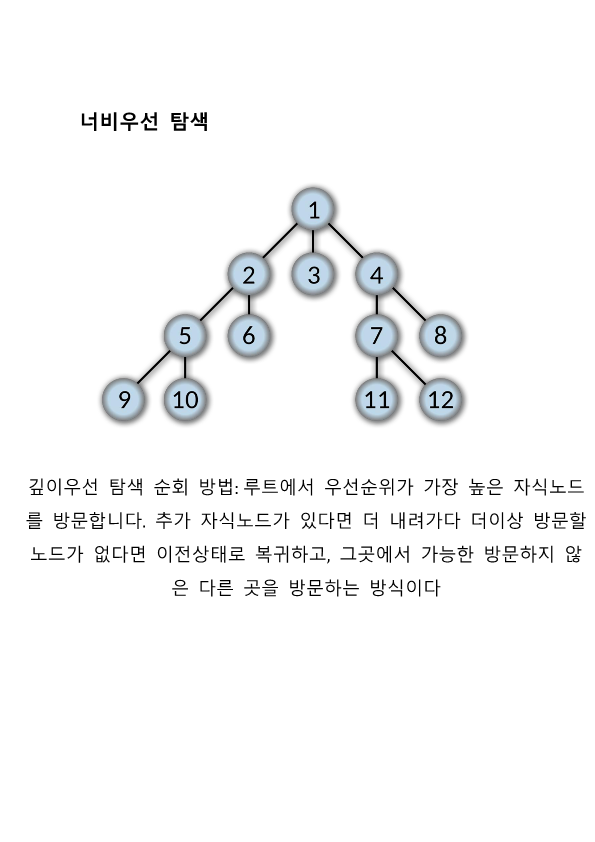 너비우선 탐색
1
2 3 4
5 6 7 8
9 10 11 12
깊이우선 탐색 순회 방법: 루트에서 우선순위가 가장 높은 자식노드
를 방문합니다. 추가 자식노드가 있다면 더 내려가다 더이상 방문할
노드가 없다면 이전상태로 복귀하고, 그곳에서 가능한 방문하지 않
은 다른 곳을 방문하는 방식이다